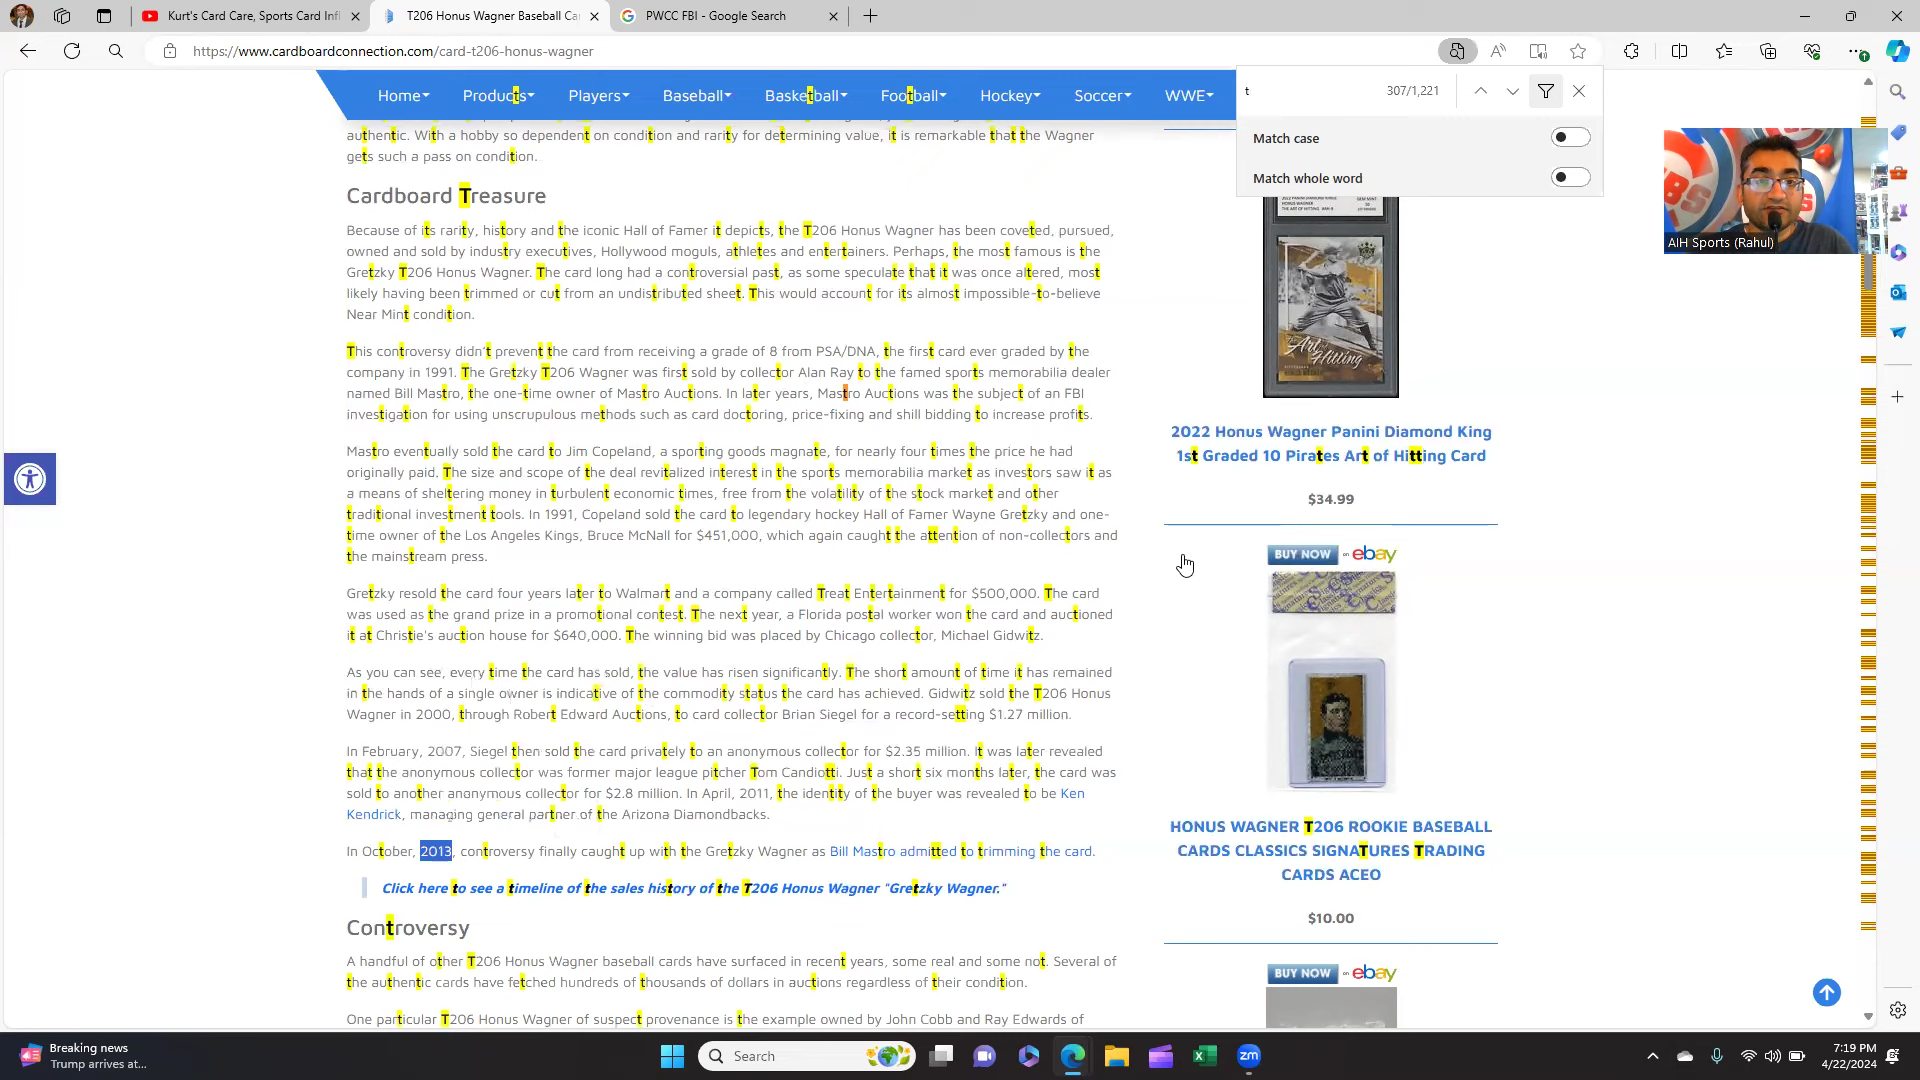 Kurt's Card Care, Sports Card Infl
T206 Honus Wagner Baseball Car
PWCC FBI - Google Search
https://www.cardboardconnection.com/card-t206-honus-wagner
t
307/1,221
Match case
Match whole word
Home
Products
Players
Baseball
Basketball
Football
Hockey
Soccer
WWE
authentic. With a hobby so dependent on condition and rarity for determining value, it is remarkable that the Wagner
gets such a pass on condition.
Cardboard Treasure
Because of its rarity, history and the iconic Hall of Famer it depicts, the T206 Honus Wagner has been coveted, pursued,
owned and sold by industry executives, Hollywood moguls, athletes and entertainers. Perhaps, the most famous is the
Gretzky T206 Honus Wagner. The card long had a controversial past, as some speculate that it was once altered, most
likely having been trimmed or cut from an undistributed sheet. This would account for its almost impossible-to-believe
Near Mint condition.
This controversy didn't prevent the card from receiving a grade of 8 from PSA/DNA, the first card ever graded by the
company in 1991. The Gretzky T206 Wagner was first sold by collector Alan Ray to the famed sports memorabilia dealer
named Bill Mastro, the one-time owner of Mastro Auctions. In later years, Mastro Auctions was the subject of an FBI
investigation for using unscrupulous methods such as card doctoring, price-fixing and shill bidding to increase profits.
Mastro eventually sold the card to Jim Copeland, a sporting goods magnate, for nearly four times the price he had
originally paid. The size and scope of the deal revitalized interest in the sports memorabilia market as investors saw it as
a means of sheltering money in turbulent economic times, free from the volatility of the stock market and other
traditional investment tools. In 1991, Copeland sold the card to legendary hockey Hall of Famer Wayne Gretzky and one-
time owner of the Los Angeles Kings, Bruce McNall for $451,000, which again caught the attention of non-collectors and
the mainstream press.
Gretzky resold the card four years later to Walmart and a company called Treat Entertainment for $500,000. The card
was used as the grand prize in a promotional contest. The next year, a Florida postal worker won the card and auctioned
it at Christie's auction house for $640,000. The winning bid was placed by Chicago collector, Michael Gidwitz.
As you can see, every time the card has sold, the value has risen significantly. The short amount of time it has remained
in the hands of a single owner is indicative of the commodity status the card has achieved. Gidwitz sold the T206 Honus
Wagner in 2000, through Robert Edward Auctions, to card collector Brian Siegel for a record-setting $1.27 million.
In February, 2007, Siegel then sold the card privately to an anonymous collector for $2.35 million. It was later revealed
that the anonymous collector was former major league pitcher Tom Candiotti. Just a short six months later, the card was
sold to another anonymous collector for $2.8 million. In April, 2011, the identity of the buyer was revealed to be Ken
Kendrick, managing general partner of the Arizona Diamondbacks.
In October, 2013, controversy finally caught up with the Gretzky Wagner as Bill Mastro admitted to trimming the card.
Click here to see a timeline of the sales history of the T206 Honus Wagner "Gretzky Wagner."
Controversy
A handful of other T206 Honus Wagner baseball cards have surfaced in recent years, some real and some not. Several of
the authentic cards have fetched hundreds of thousands of dollars in auctions regardless of their condition.
One particular T206 Honus Wagner of suspect provenance is the example owned by John Cobb and Ray Edwards of
The Art of
Hitting
2022 Honus Wagner Panini Diamond King
1st Graded 10 Pirates Art of Hitting Card
$34.99
BUY NOW on ebay
HONUS WAGNER T206 ROOKIE BASEBALL
CARDS CLASSICS SIGNATURES TRADING
CARDS ACEO
$10.00
BUY NOW on ebay
AIH Sports (Rahul)
Breaking news
Trump arrives at...
Search
zm
7:19 PM
4/22/2024